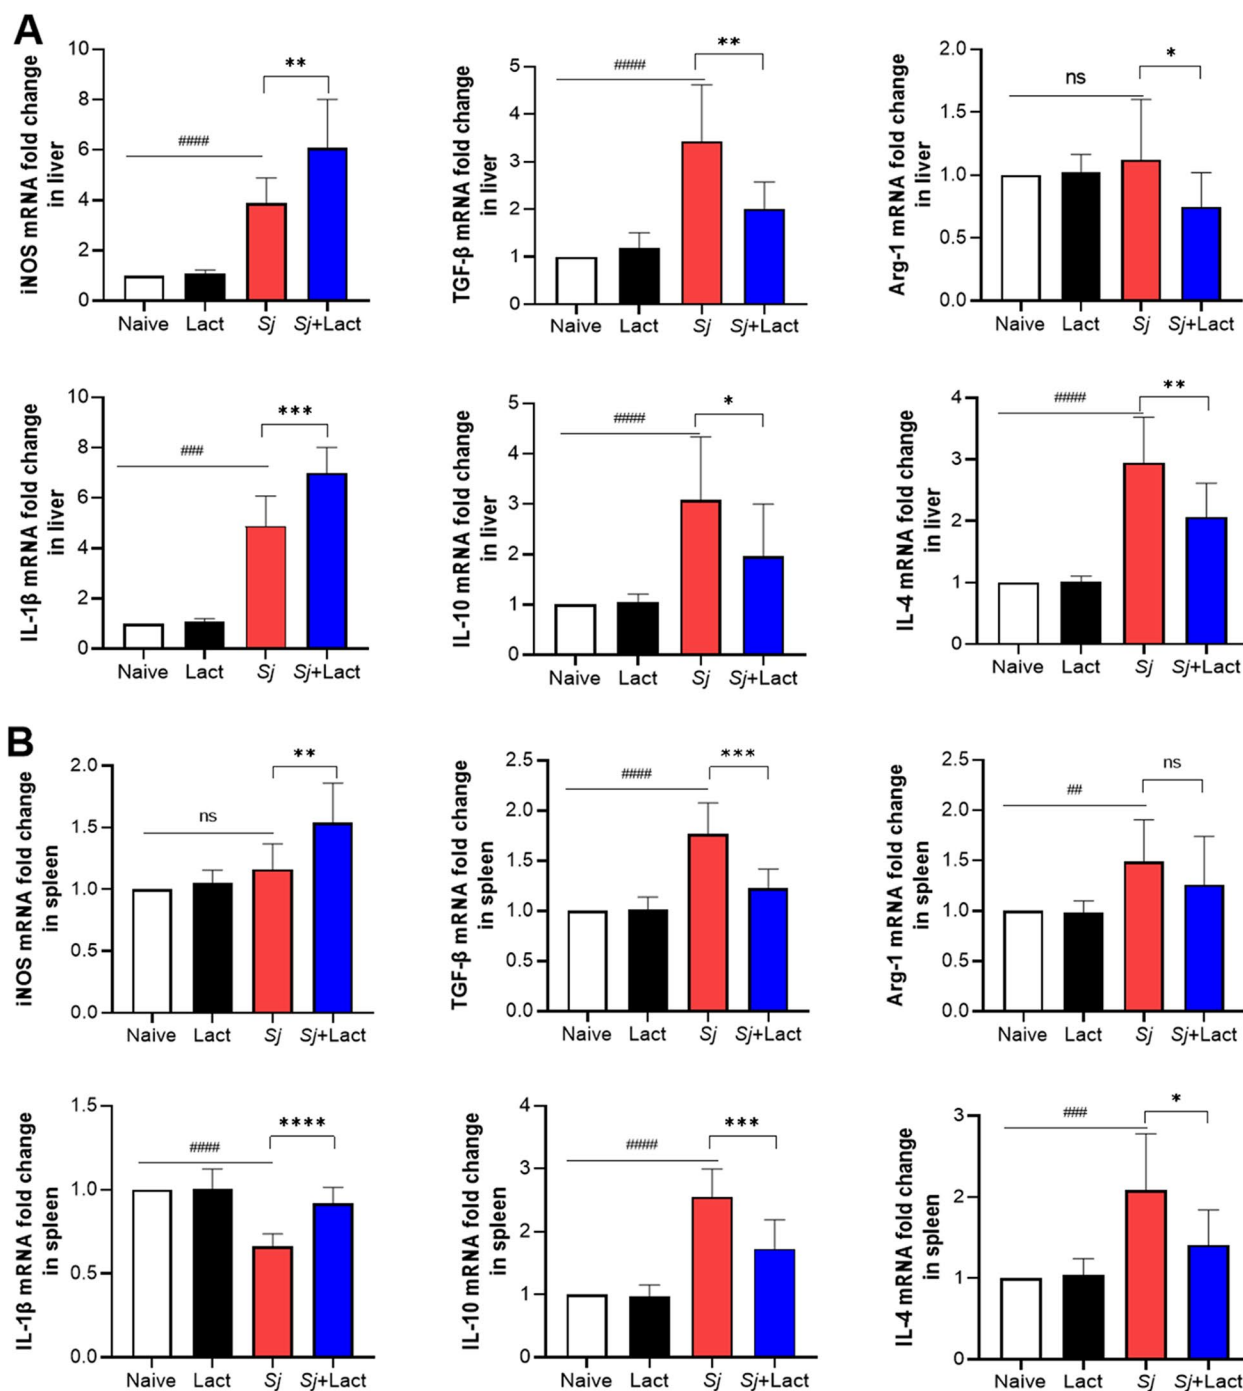 A
iNOS mRNA fold change
in liver
10
8
6
4
2
0
####
**
Naive Lact Sj Sj+Lact
TGF-β mRNA fold change
in liver
5
4
3
2
1
0
####
**
Naive Lact Sj Sj+Lact
Arg-1 mRNA fold change
in liver
2.0
1.5
1.0
0.5
0.0
ns
*
Naive Lact Sj Sj+Lact
IL-1β mRNA fold change
in liver
10
8
6
4
2
0
###
***
Naive Lact Sj Sj+Lact
IL-10 mRNA fold change
in liver
5
4
3
2
1
0
####
*
Naive Lact Sj Sj+Lact
IL-4 mRNA fold change
in liver
4
3
2
1
0
####
**
Naive Lact Sj Sj+Lact
B
iNOS mRNA fold change
in spleen
2.0
1.5
1.0
0.5
0.0
ns
**
Naive Lact Sj Sj+Lact
TGF-β mRNA fold change
in spleen
2.5
2.0
1.5
1.0
0.5
0.0
####
***
Naive Lact Sj Sj+Lact
Arg-1 mRNA fold change
in spleen
2.5
2.0
1.5
1.0
0.5
0.0
##
ns
Naive Lact Sj Sj+Lact
IL-1β mRNA fold change
in spleen
1.5
1.0
0.5
0.0
####
****
Naive Lact Sj Sj+Lact
IL-10 mRNA fold change
in spleen
4
3
2
1
0
####
***
Naive Lact Sj Sj+Lact
IL-4 mRNA fold change
in spleen
3
2
1
0
###
*
Naive Lact Sj Sj+Lact